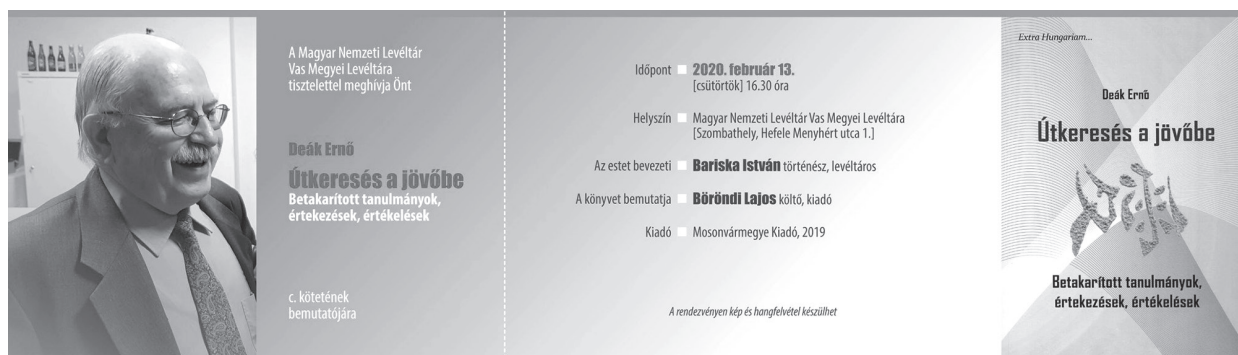 A Magyar Nemzeti Levéltár
Vas Megyei Levéltára
tisztelettel meghívja Önt
Deák Ernő
Útkeresés a jövőbe
Betakarított tanulmányok,
értekezések, értékelések
c. kötetének
bemutatójára
Időpont 2020. február 13.
[csütörtök] 16.30 óra
Helyszín Magyar Nemzeti Levéltár Vas Megyei Levéltára
[Szombathely, Hefele Menyhért utca 1.]
Az estet bevezeti Bariska István történész, levéltáros
A könyvet bemutatja Böröndi Lajos költő, kiadó
Kiadó Mosonvármegye Kiadó, 2019
A rendezvényen kép és hangfelvétel készülhet
Extra Hungariam...
Deák Ernő
Útkeresés a jövőbe
Betakarított tanulmányok,
értekezések, értékelések